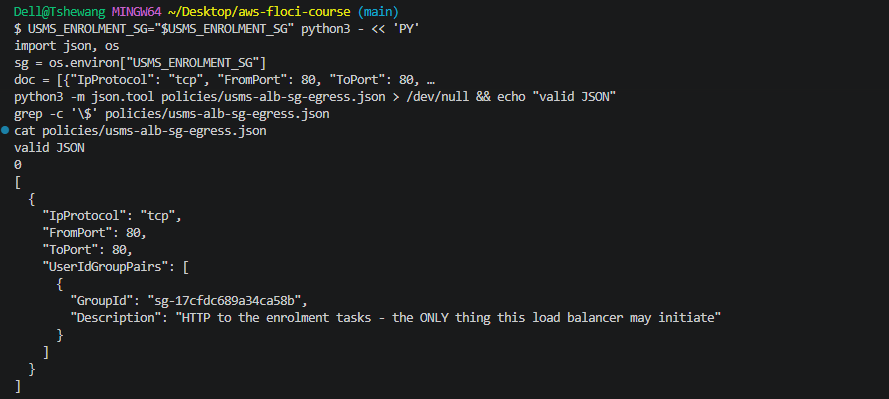 Dell@Tshewang MINGW64 ~/Desktop/aws-floci-course (main)
$ USMS_ENROLMENT_SG="$USMS_ENROLMENT_SG" python3 - << 'PY'
import json, os
sg = os.environ["USMS_ENROLMENT_SG"]
doc = [{"IpProtocol": "tcp", "FromPort": 80, "ToPort": 80, …
python3 -m json.tool policies/usms-alb-sg-egress.json > /dev/null && echo "valid JSON"
grep -c '\$' policies/usms-alb-sg-egress.json
cat policies/usms-alb-sg-egress.json
valid JSON
0
[
  {
    "IpProtocol": "tcp",
    "FromPort": 80,
    "ToPort": 80,
    "UserIdGroupPairs": [
      {
        "GroupId": "sg-17cfdc689a34ca58b",
        "Description": "HTTP to the enrolment tasks - the ONLY thing this load balancer may initiate"
      }
    ]
  }
]